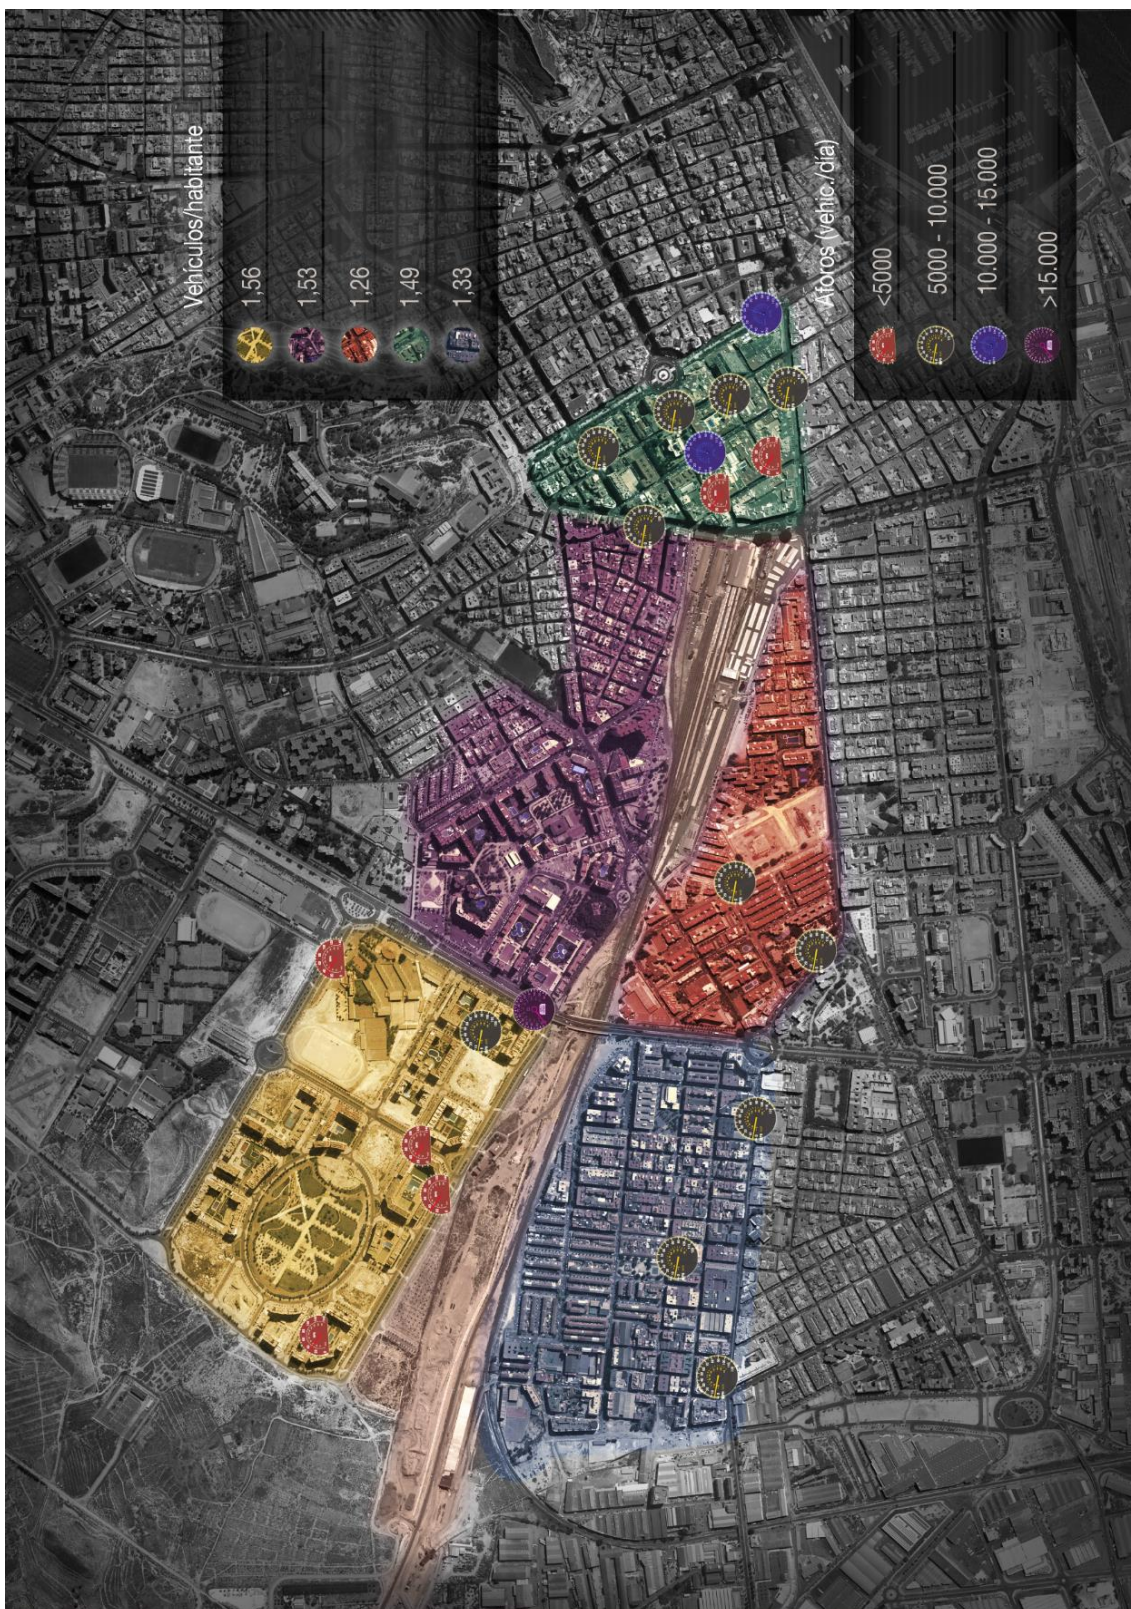 Vehículos/habitante
1,56
1,53
1,26
1,49
1,33
Aforos (vehic./día)
<5000
5000 - 10.000
10.000 - 15.000
>15.000